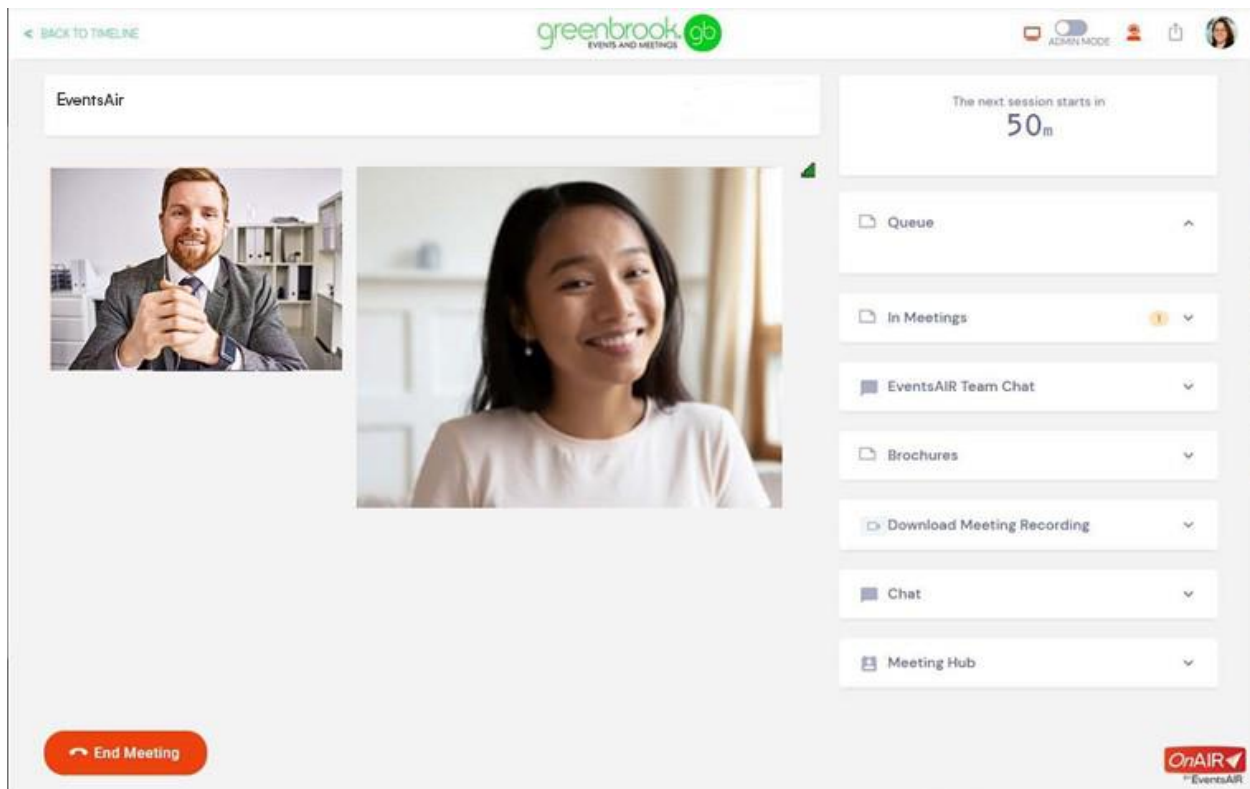 < BACK TO TIMELINE
greenbrook gb
EVENTS AND MEETINGS
ADMIN MODE
EventsAir
The next session starts in
50m
Queue
In Meetings
1
EventsAIR Team Chat
Brochures
Download Meeting Recording
Chat
Meeting Hub
End Meeting
OnAIR
BY EventsAIR